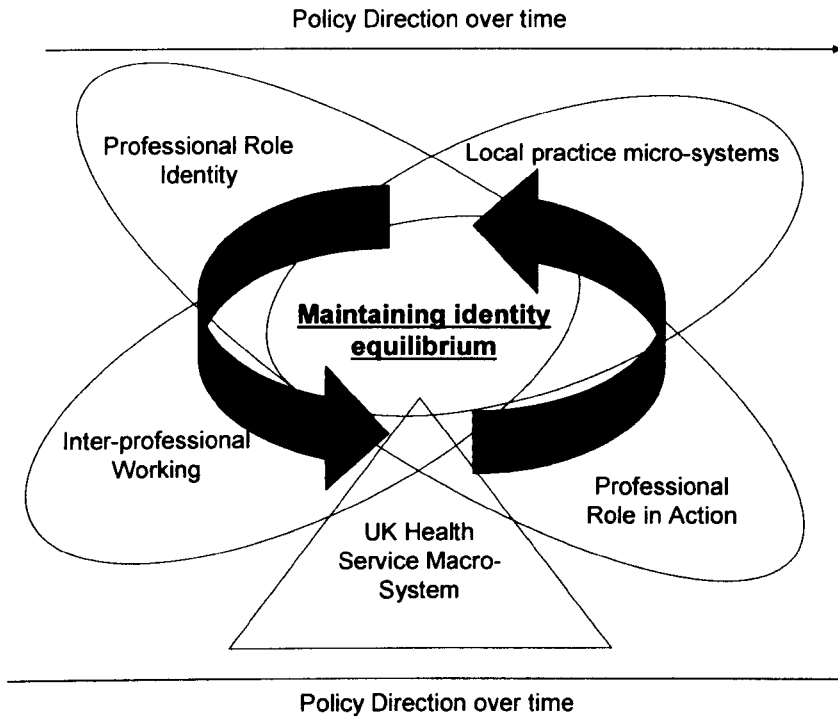 Policy Direction over time
Professional Role
Identity
Local practice micro-systems
Maintaining identity
equilibrium
Inter-professional
Working
Professional
Role in Action
UK Health
Service Macro-
System
Policy Direction over time